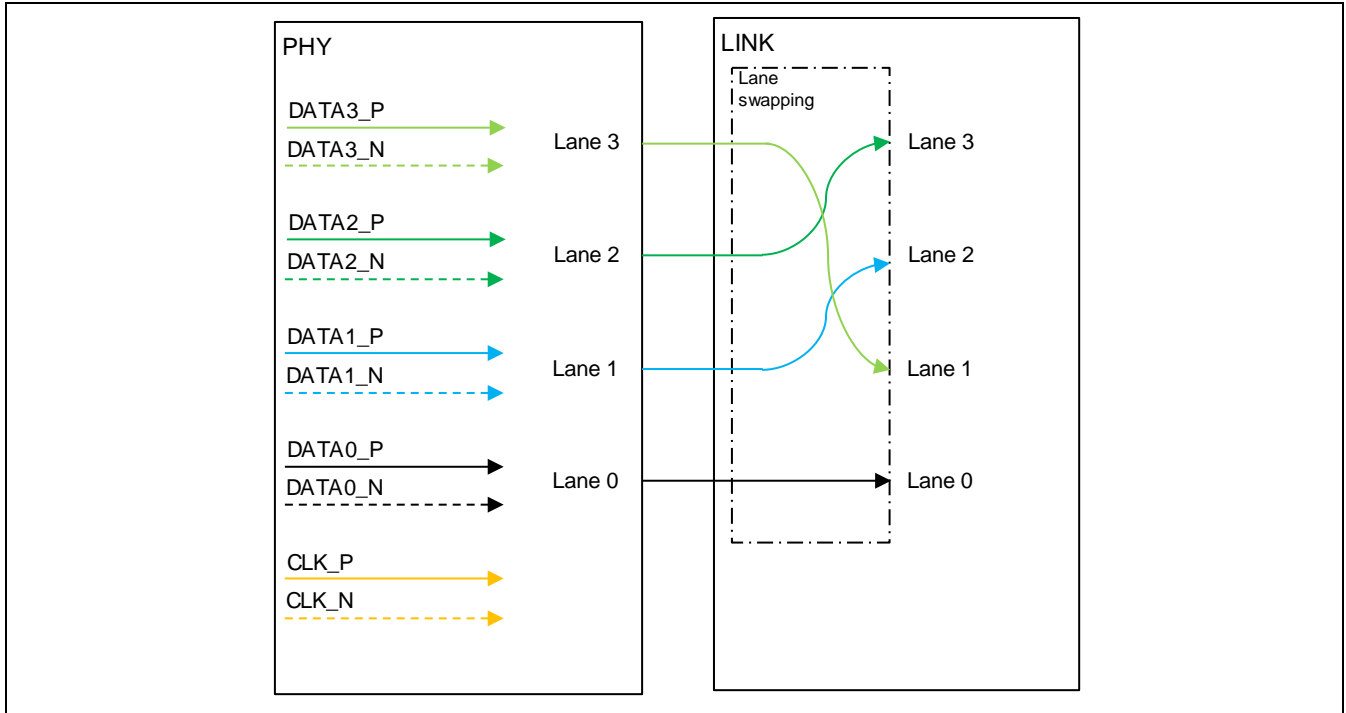 PHY
DATA3_P
DATA3_N
Lane 3
DATA2_P
DATA2_N
Lane 2
DATA1_P
DATA1_N
Lane 1
DATA0_P
DATA0_N
Lane 0
CLK_P
CLK_N
LINK
Lane
swapping
Lane 3
Lane 2
Lane 1
Lane 0